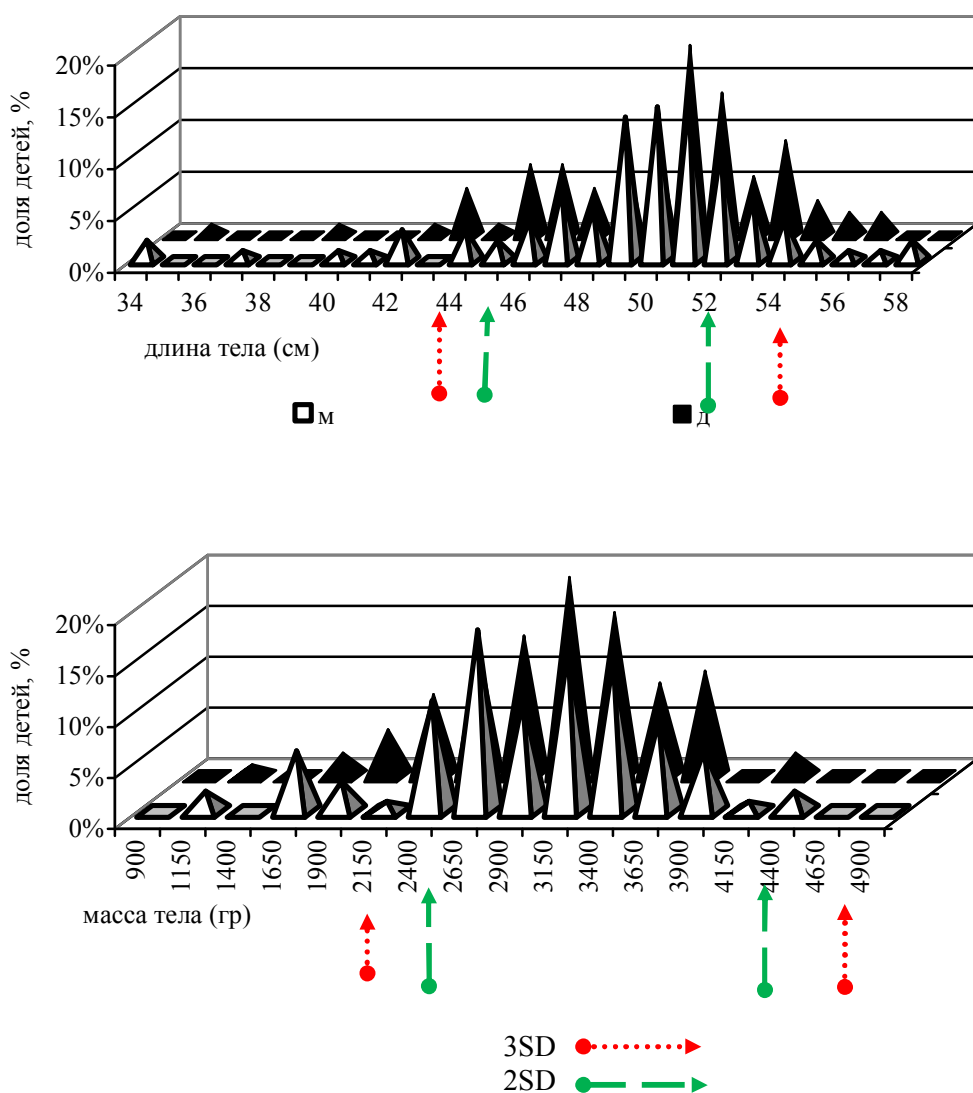 20%
15%
10%
5%
0%
доля детей, %
34 36 38 40 42 44 46 48 50 52 54 56 58
длина тела (см)
м д
20%
15%
10%
5%
0%
доля детей, %
900 1150 1400 1650 1900 2150 2400 2650 2900 3150 3400 3650 3900 4150 4400 4650 4900
масса тела (гр)
3SD
2SD